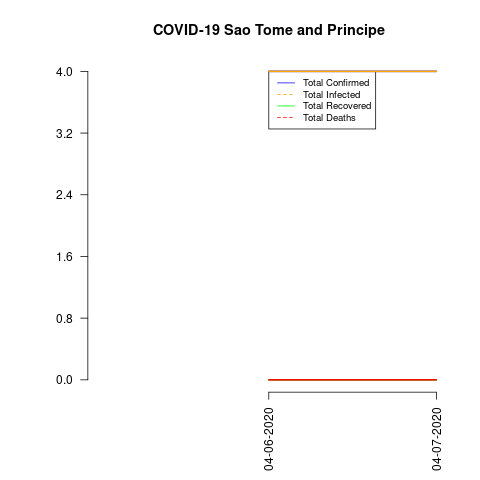 COVID-19 Sao Tome and Principe
4.0
3.2
2.4
1.6
0.8
0.0
Total Confirmed
Total Infected
Total Recovered
Total Deaths
04-06-2020
04-07-2020